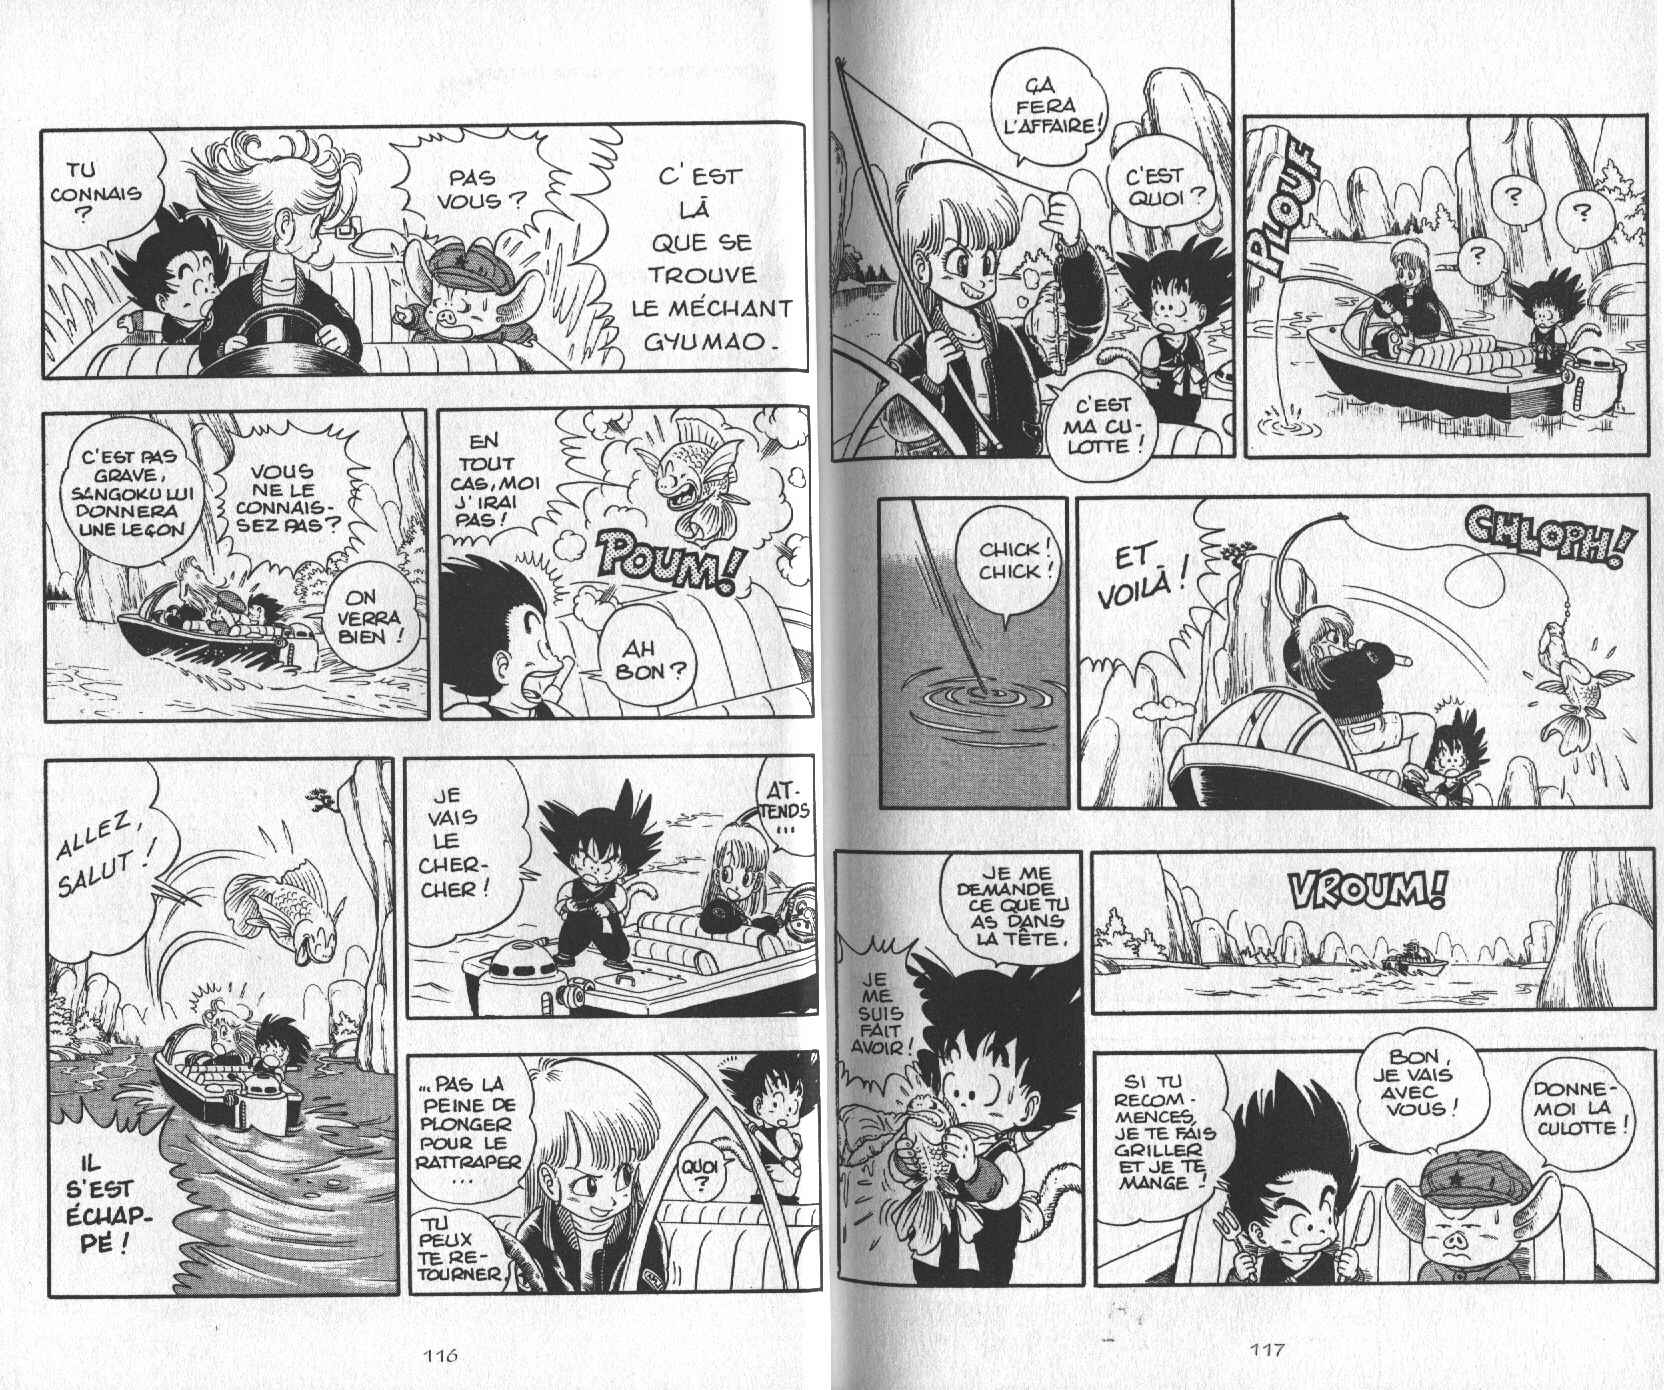 TU
CONNAIS
?
PAS
VOUS ?
C'EST
LÀ
QUE SE
TROUVE
LE MÉCHANT
GYUMAO.
C'EST PAS
GRAVE,
SANGOKU LUI
DONNERA
UNE LEÇON
VOUS
NE LE
CONNAIS-
SEZ PAS ?
ON
VERRA
BIEN !
EN
TOUT
CAS, MOI
J'IRAI
PAS !
POUM!
AH
BON ?
ALLEZ,
SALUT !
IL
S'EST
ÉCHAP-
PÉ !
JE
VAIS
LE
CHER-
CHER !
AT-
TENDS
...
... PAS LA
PEINE DE
PLONGER
POUR LE
RATTRAPER
...
QUOI
?
TU
PEUX
TE RE-
TOURNER.
116
ÇA
FERA
L'AFFAIRE !
C'EST
QUOI ?
C'EST
MA CU-
LOTTE !
PLOUF
?
?
?
CHICK !
CHICK !
ET
VOILÀ !
CHLOPH!
JE ME
DEMANDE
CE QUE TU
AS DANS
LA TÊTE.
JE
ME
SUIS
FAIT
AVOIR !
VROUM!
SI TU
RECOM-
MENCES,
JE TE FAIS
GRILLER
ET JE TE
MANGE !
BON,
JE VAIS
AVEC
VOUS !
DONNE-
MOI LA
CULOTTE !
117